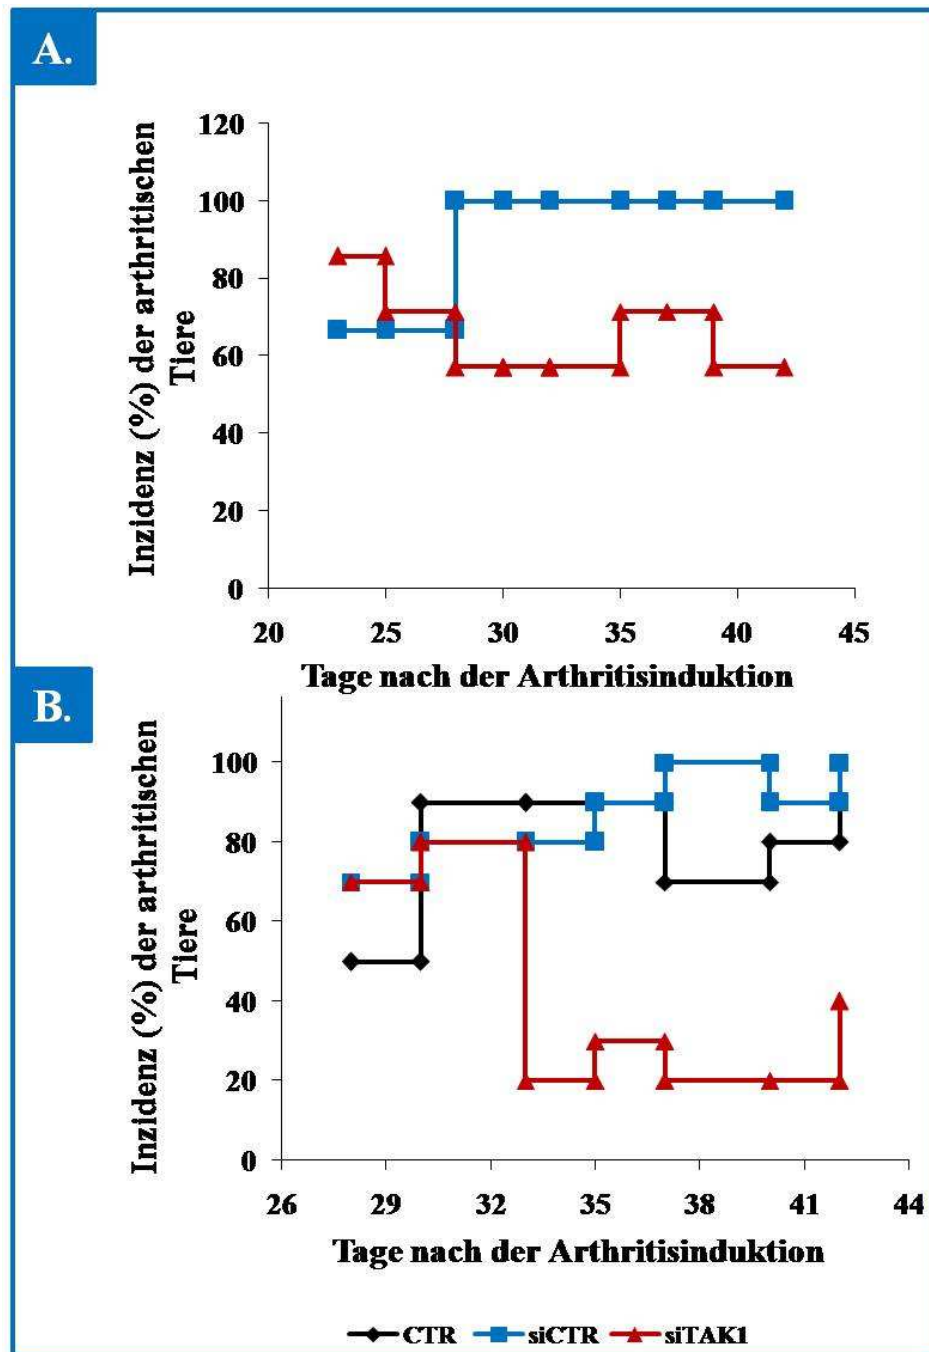 A.
Inzidenz (%) der arthritischen
Tiere
120
100
80
60
40
20
0
20 25 30 35 40 45
Tage nach der Arthritisinduktion
B.
Inzidenz (%) der arthritischen
Tiere
100
80
60
40
20
0
26 29 32 35 38 41 44
Tage nach der Arthritisinduktion
CTR siCTR siTAK1